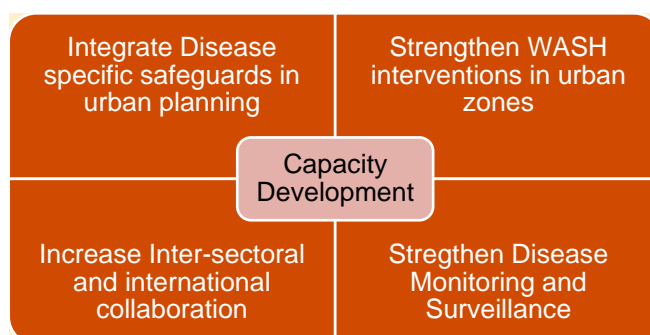 Integrate Disease
specific safeguards in
urban planning
Strengthen WASH
interventions in urban
zones
Capacity
Development
Increase Inter-sectoral
and international
collaboration
Stregthen Disease
Monitoring and
Surveillance